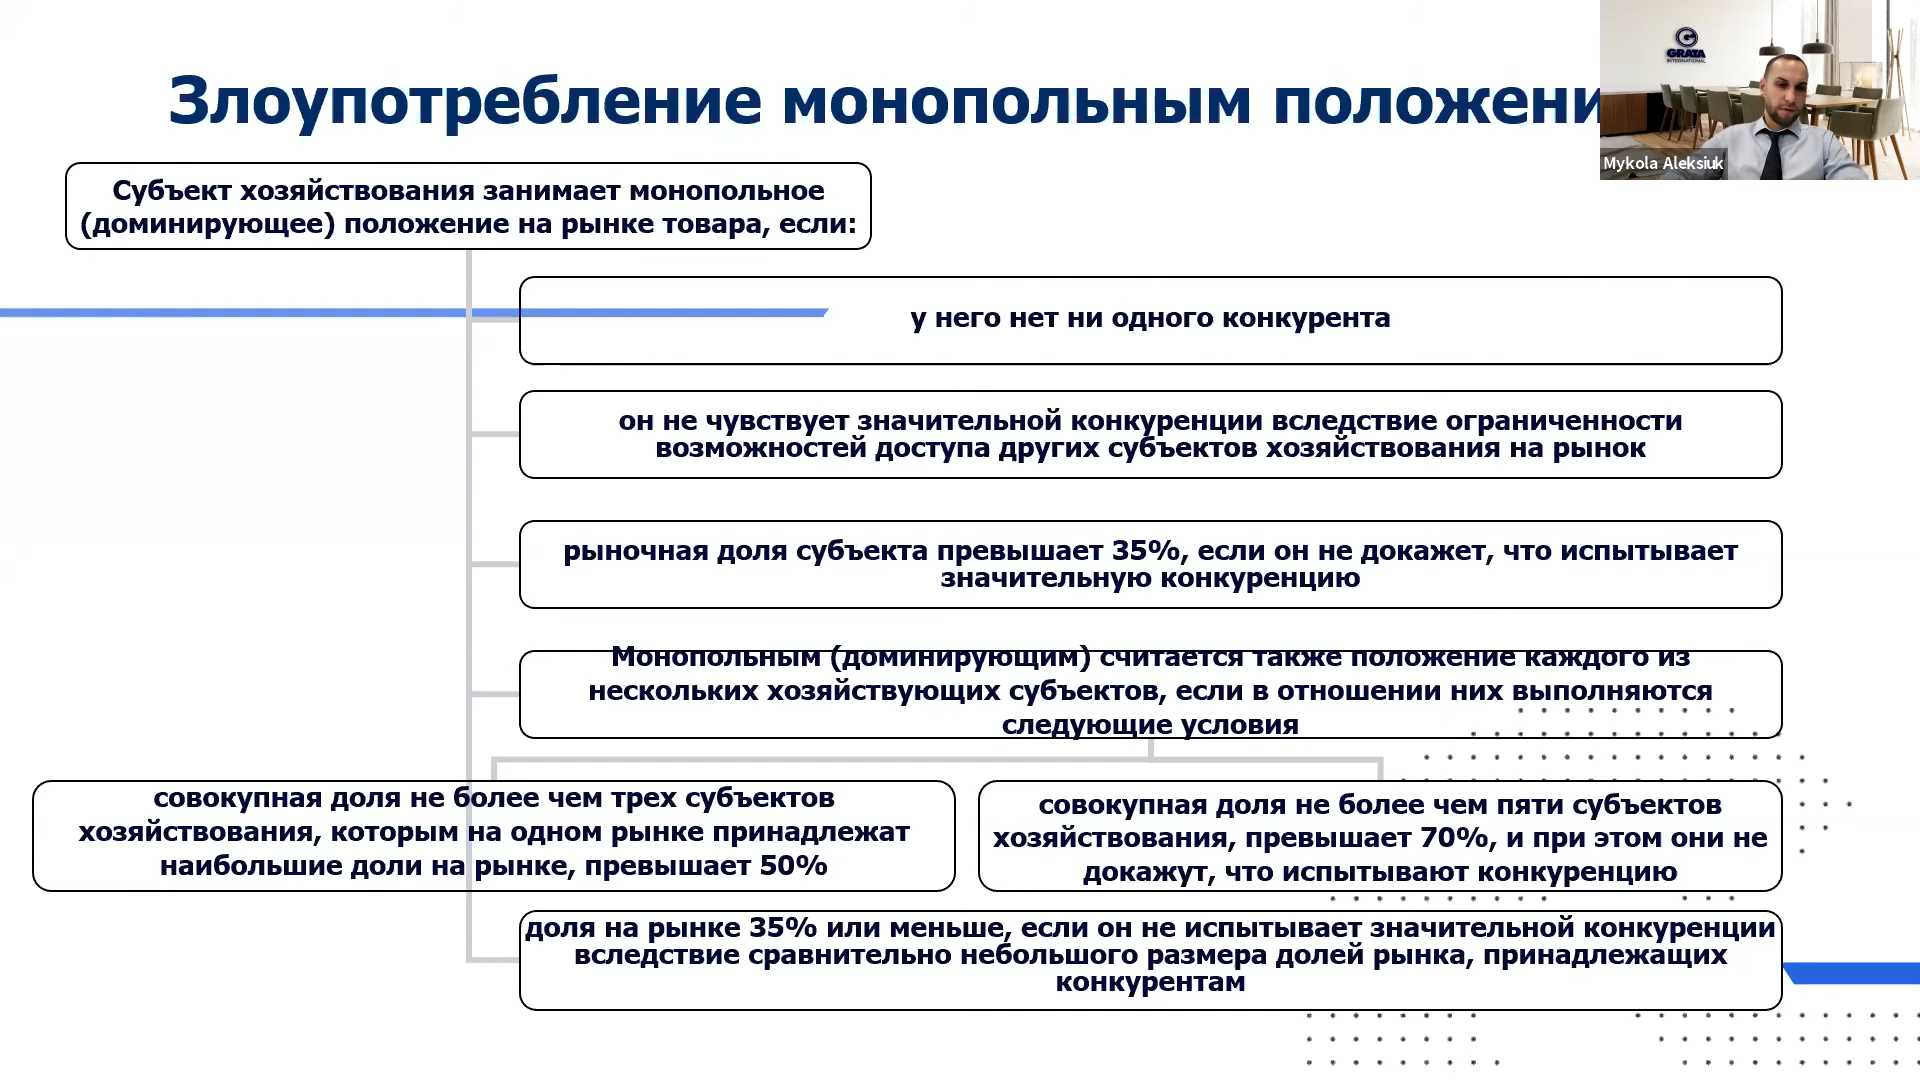 Злоупотребление монопольным положени
GRATA
INTERNATIONAL
Mykola Aleksiuk
Субъект хозяйствования занимает монопольное
(доминирующее) положение на рынке товара, если:
у него нет ни одного конкурента
он не чувствует значительной конкуренции вследствие ограниченности
возможностей доступа других субъектов хозяйствования на рынок
рыночная доля субъекта превышает 35%, если он не докажет, что испытывает
значительную конкуренцию
Монопольным (доминирующим) считается также положение каждого из
нескольких хозяйствующих субъектов, если в отношении них выполняются
следующие условия
совокупная доля не более чем трех субъектов
хозяйствования, которым на одном рынке принадлежат
наибольшие доли на рынке, превышает 50%
совокупная доля не более чем пяти субъектов
хозяйствования, превышает 70%, и при этом они не
докажут, что испытывают конкуренцию
доля на рынке 35% или меньше, если он не испытывает значительной конкуренции
вследствие сравнительно небольшого размера долей рынка, принадлежащих
конкурентам